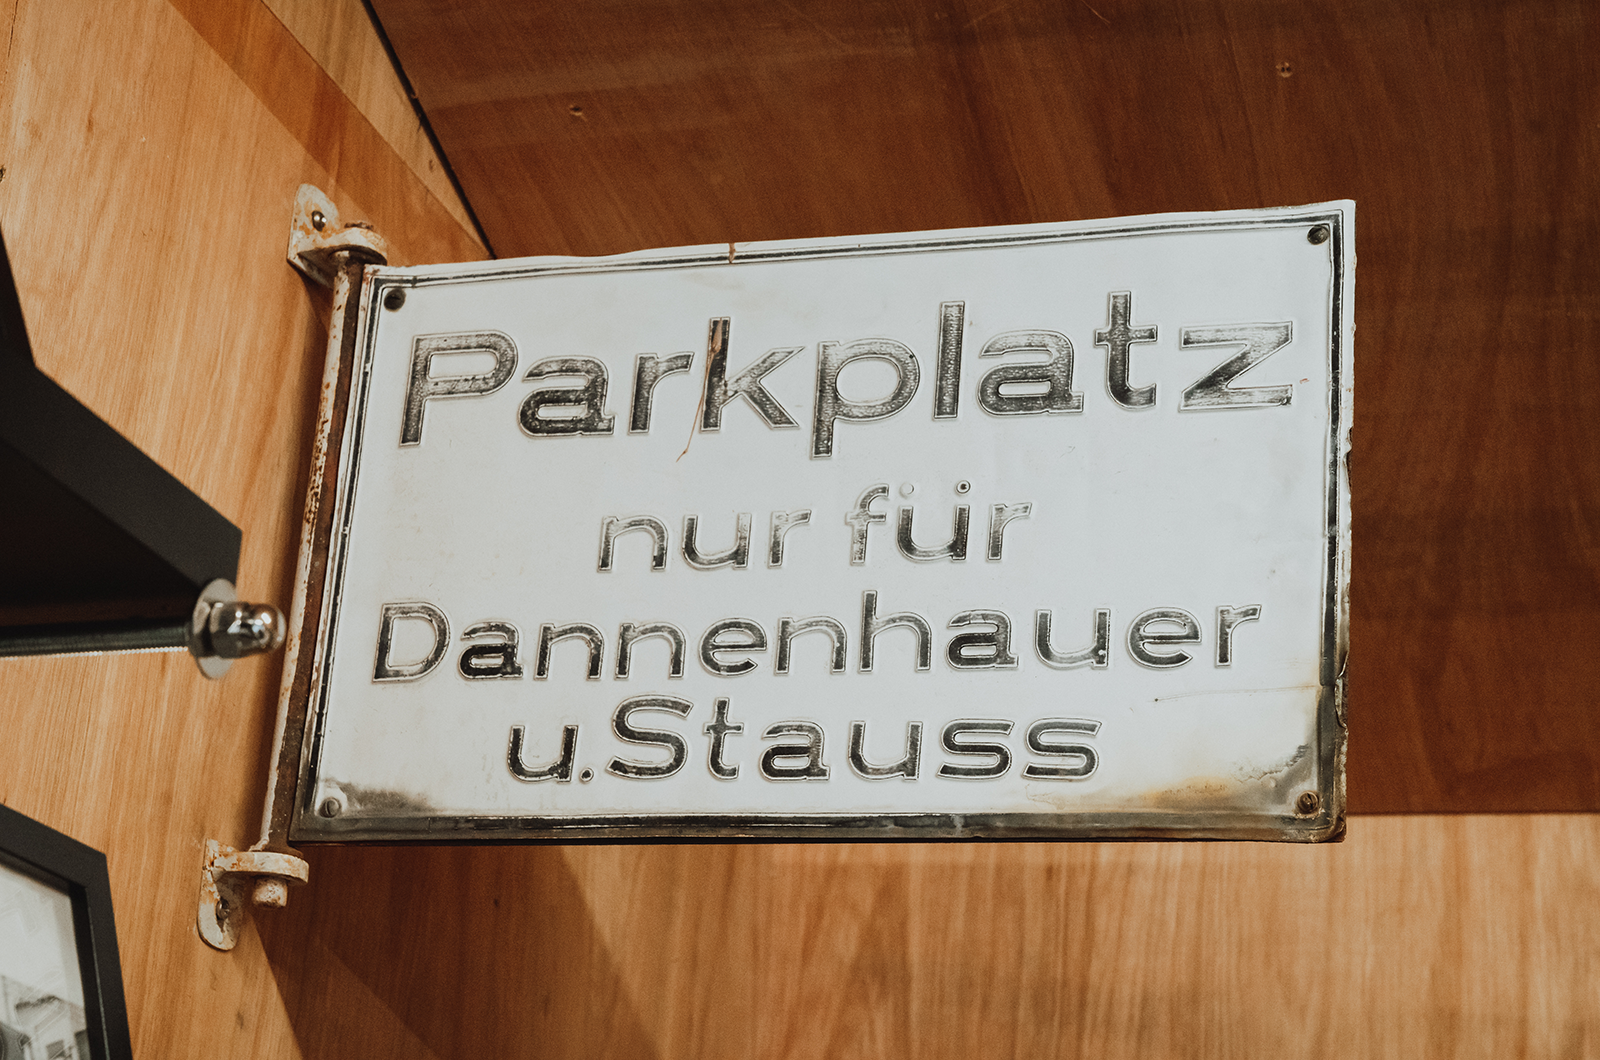 Parkplatz
nur für
Dannenhauer
u. Stauss